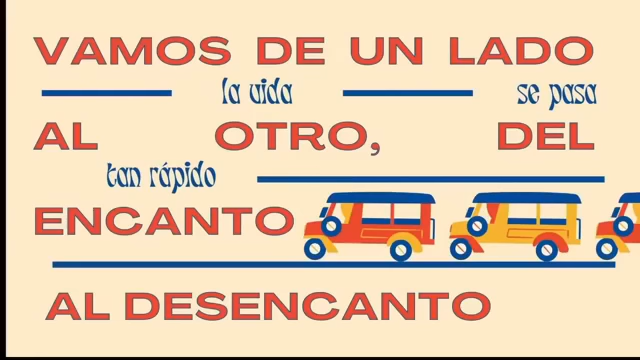 VAMOS DE UN LADO
la vida se pasa
AL OTRO, DEL
tan rápido
ENCANTO
AL DESENCANTO